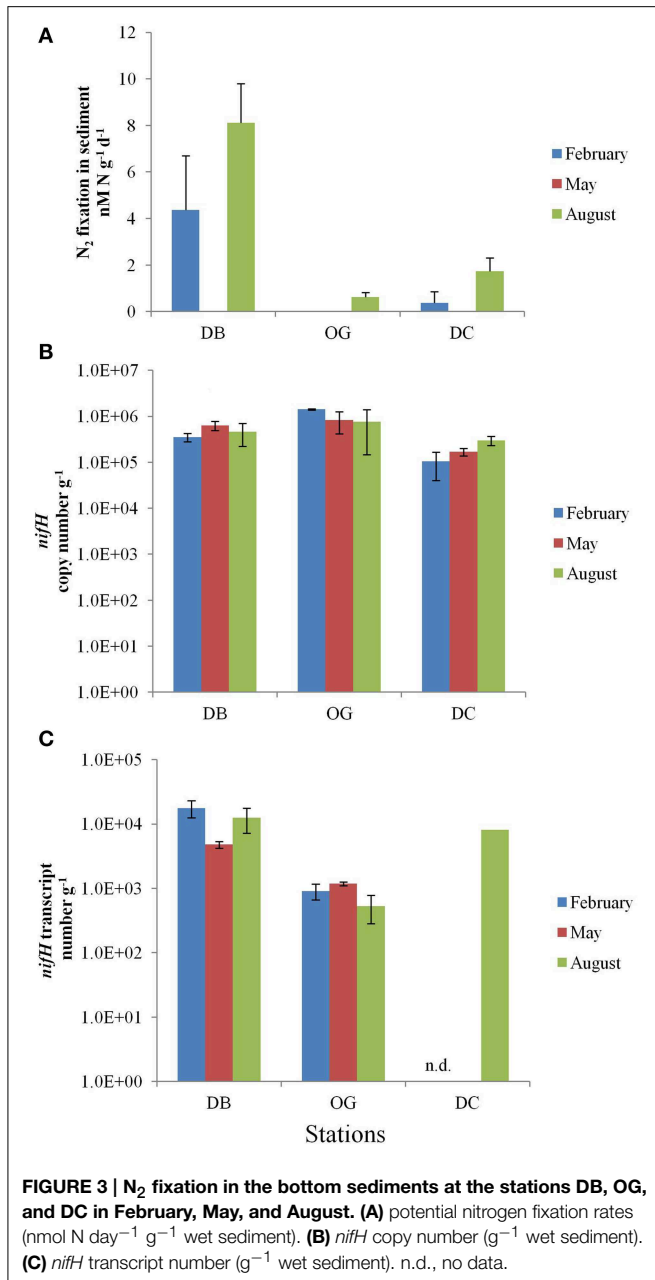 A
N₂ fixation in sediment
nM N g⁻¹ d⁻¹
12
10
8
6
4
2
0
DB
OG
DC
February
May
August
B
nifH
copy number g⁻¹
1.0E+07
1.0E+06
1.0E+05
1.0E+04
1.0E+03
1.0E+02
1.0E+01
1.0E+00
DB
OG
DC
February
May
August
C
nifH transcript
number g⁻¹
1.0E+05
1.0E+04
1.0E+03
1.0E+02
1.0E+01
1.0E+00
n.d.
DB
OG
DC
Stations
February
May
August
FIGURE 3 | N₂ fixation in the bottom sediments at the stations DB, OG,
and DC in February, May, and August. (A) potential nitrogen fixation rates
(nmol N day⁻¹ g⁻¹ wet sediment). (B) nifH copy number (g⁻¹ wet sediment).
(C) nifH transcript number (g⁻¹ wet sediment). n.d., no data.